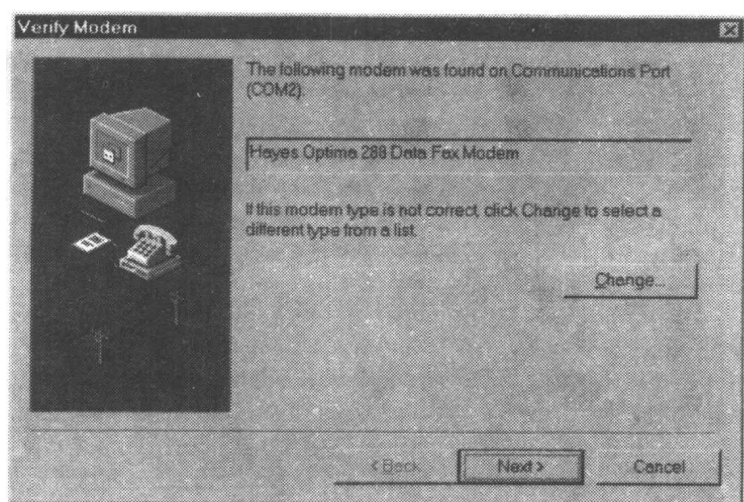 Verify Modem
The following modem was found on Communications Port
(COM2).
Hayes Optima 288 Data Fax Modem
If this modem type is not correct, click Change to select a
different type from a list.
Change...
< Back
Next >
Cancel